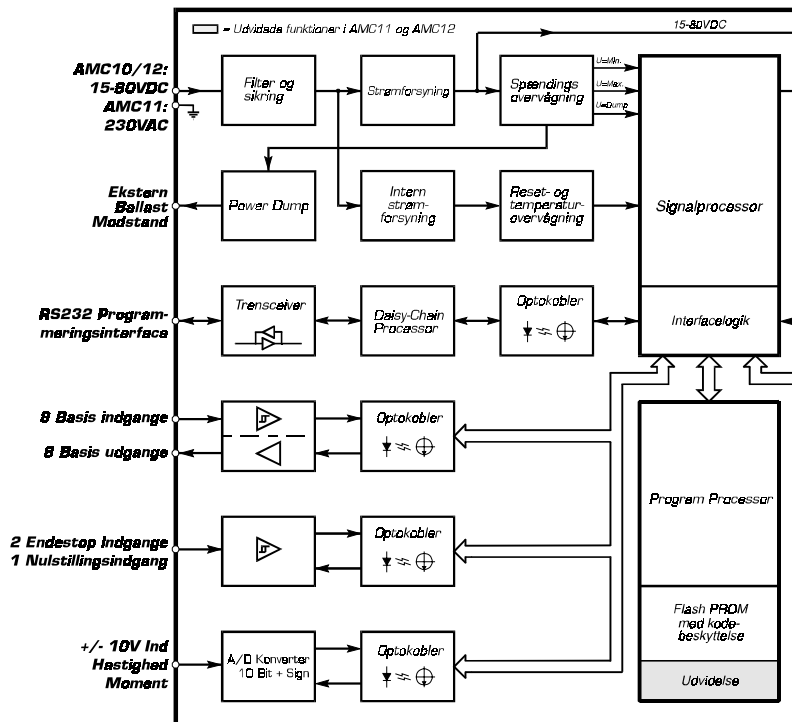 = Udvidede funktioner i AMC11 og AMC12
15-80VDC
AMC10/12:
15-80VDC
AMC11:
230VAC
Filter og
sikring
Strømforsyning
Spændings
overvågning
U=Min.
U=Max.
U=Dump
Signalprocessor
Ekstern
Ballast
Modstand
Power Dump
Intern
strøm-
forsyning
Reset- og
temperatur-
overvågning
RS232 Program-
meringsinterface
Transceiver
Daisy-Chain
Processor
Optokobler
Interfacelogik
8 Basis indgange
8 Basis udgange
Optokobler
Program Processor
2 Endestop Indgange
1 Nulstillingsindgang
Optokobler
Flash PROM
med kode-
beskyttelse
+/- 10V Ind
Hastighed
Moment
A/D Konverter
10 Bit + Sign
Optokobler
Udvidelse